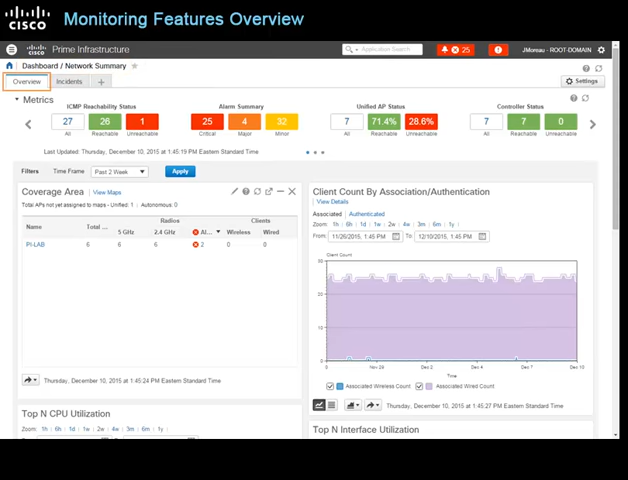 CISCO Monitoring Features Overview
CISCO Prime Infrastructure
Application Search
25
JMoreau - ROOT-DOMAIN
Dashboard / Network Summary
Overview Incidents +
Settings
Metrics
ICMP Reachability Status Alarm Summary Unified AP Status Controller Status
27 26 1 25 4 32 7 71.4% 28.6% 7 7 0
All Reachable Unreachable Critical Major Minor All Reachable Unreachable All Reachable Unreachable
Last Updated: Thursday, December 10, 2015 at 1:45:19 PM Eastern Standard Time
Filters Time Frame Past 2 Week Apply
Coverage Area View Maps
Total APs not yet assigned to maps - Unified: 1 ; Autonomous: 0
Radios Clients
Name Total ... 5 GHz 2.4 GHz Al... Wireless Wired
PI-LAB 6 6 6 2 0 0
Thursday, December 10, 2015 at 1:45:24 PM Eastern Standard Time
Top N CPU Utilization
Zoom: 1h 6h 1d 1w 2w 4w 3m 6m 1y
Client Count By Association/Authentication
View Details
Associated Authenticated
Zoom: 1h 6h 1d 1w 2w 4w 3m 6m 1y
From: 11/26/2015, 1:45 PM To: 12/10/2015, 1:45 PM
Client Count
30
20
10
0
Nov 29 Dec 2 Dec 4 Dec 7 Dec 10
Time
Associated Wireless Count Associated Wired Count
Thursday, December 10, 2015 at 1:45:27 PM Eastern Standard Time
Top N Interface Utilization